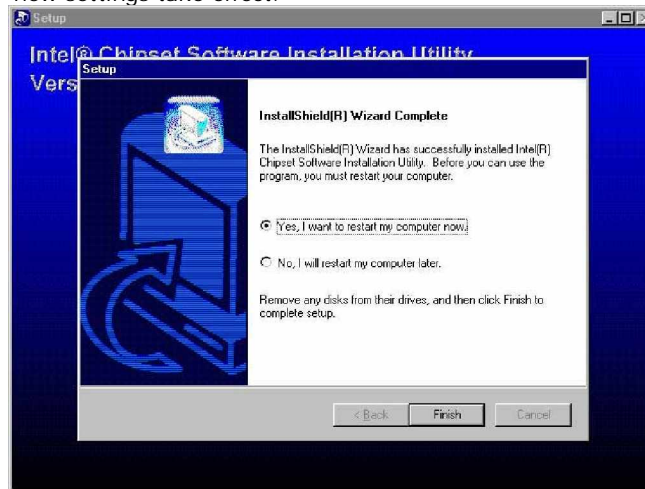 new settings take effect.
Setup
Intel® Chipset Software Installation Utility
Vers
Setup
InstallShield(R) Wizard Complete
The InstallShield(R) Wizard has successfully installed Intel(R)
Chipset Software Installation Utility. Before you can use the
program, you must restart your computer.
Yes, I want to restart my computer now.
No, I will restart my computer later.
Remove any disks from their drives, and then click Finish to
complete setup.
< Back Finish Cancel